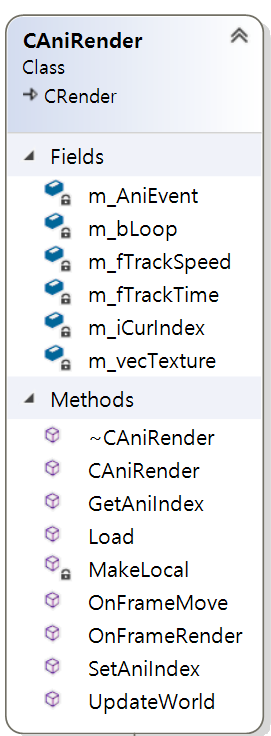 CAniRender
Class
CRender
Fields
m_AniEvent
m_bLoop
m_fTrackSpeed
m_fTrackTime
m_iCurIndex
m_vecTexture
Methods
~CAniRender
CAniRender
GetAniIndex
Load
MakeLocal
OnFrameMove
OnFrameRender
SetAniIndex
UpdateWorld